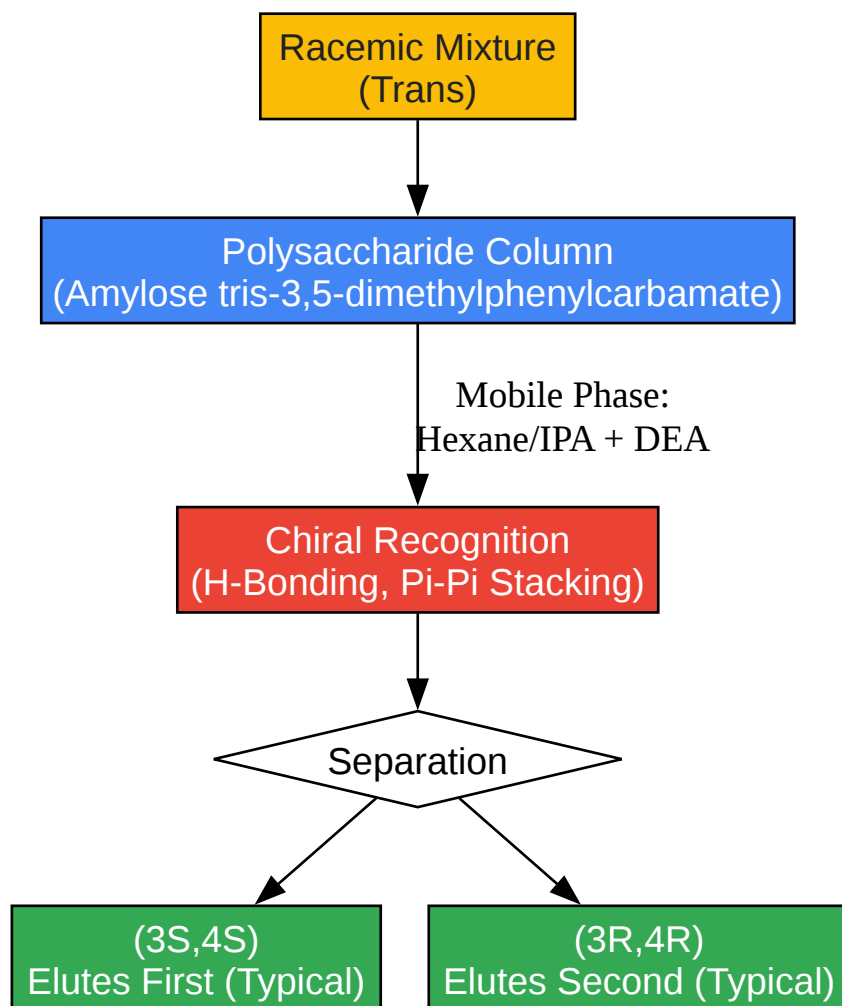 Racemic Mixture
(Trans)
Polysaccharide Column
(Amylose tris-3,5-dimethylphenylcarbamate)
Mobile Phase:
Hexane/IPA + DEA
Chiral Recognition
(H-Bonding, Pi-Pi Stacking)
Separation
(3S,4S)
Elutes First (Typical)
(3R,4R)
Elutes Second (Typical)